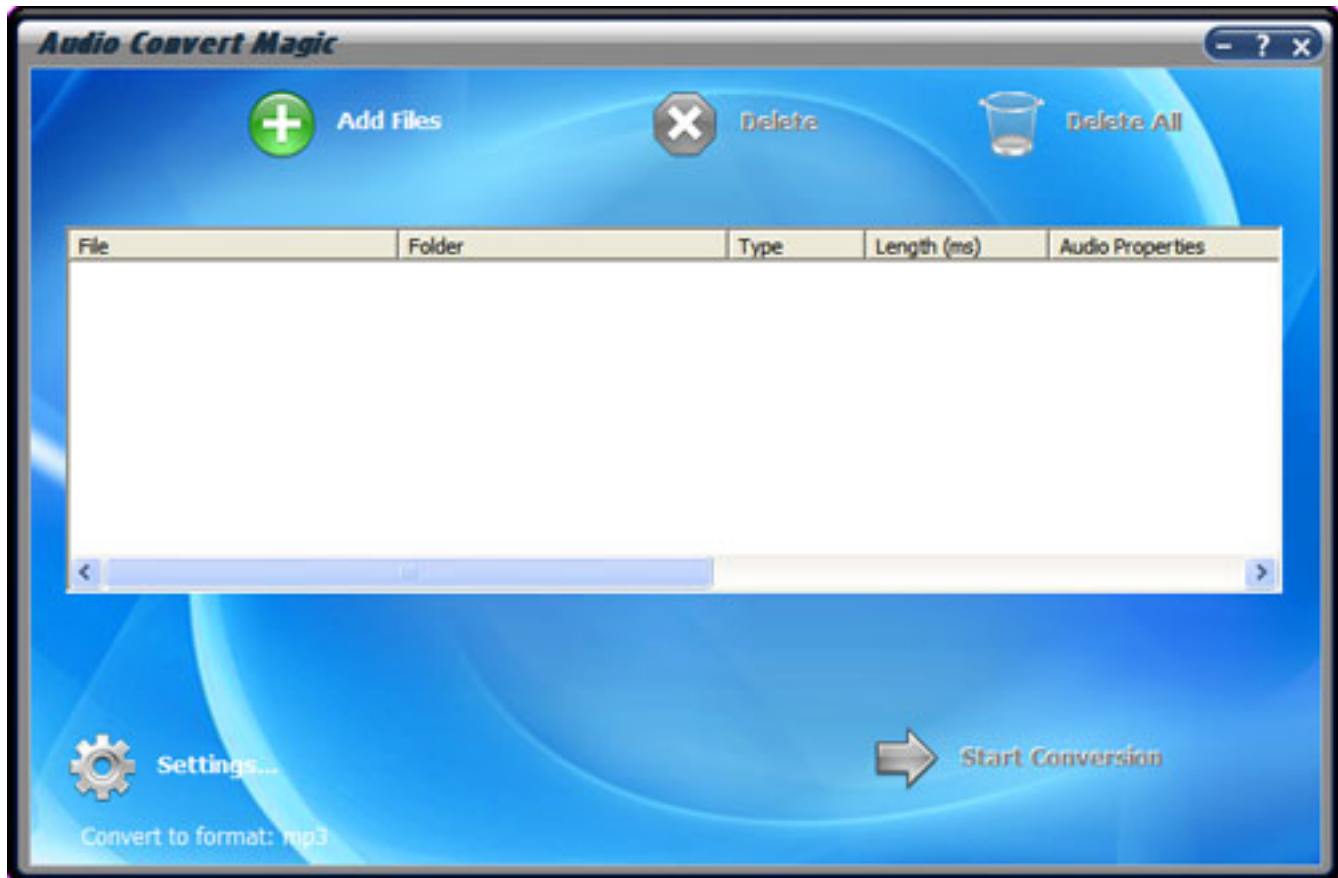 Audio Convert Magic
Add Files Delete Delete All
File Folder Type Length (ms) Audio Properties
Settings... Start Conversion
Convert to format: mp3